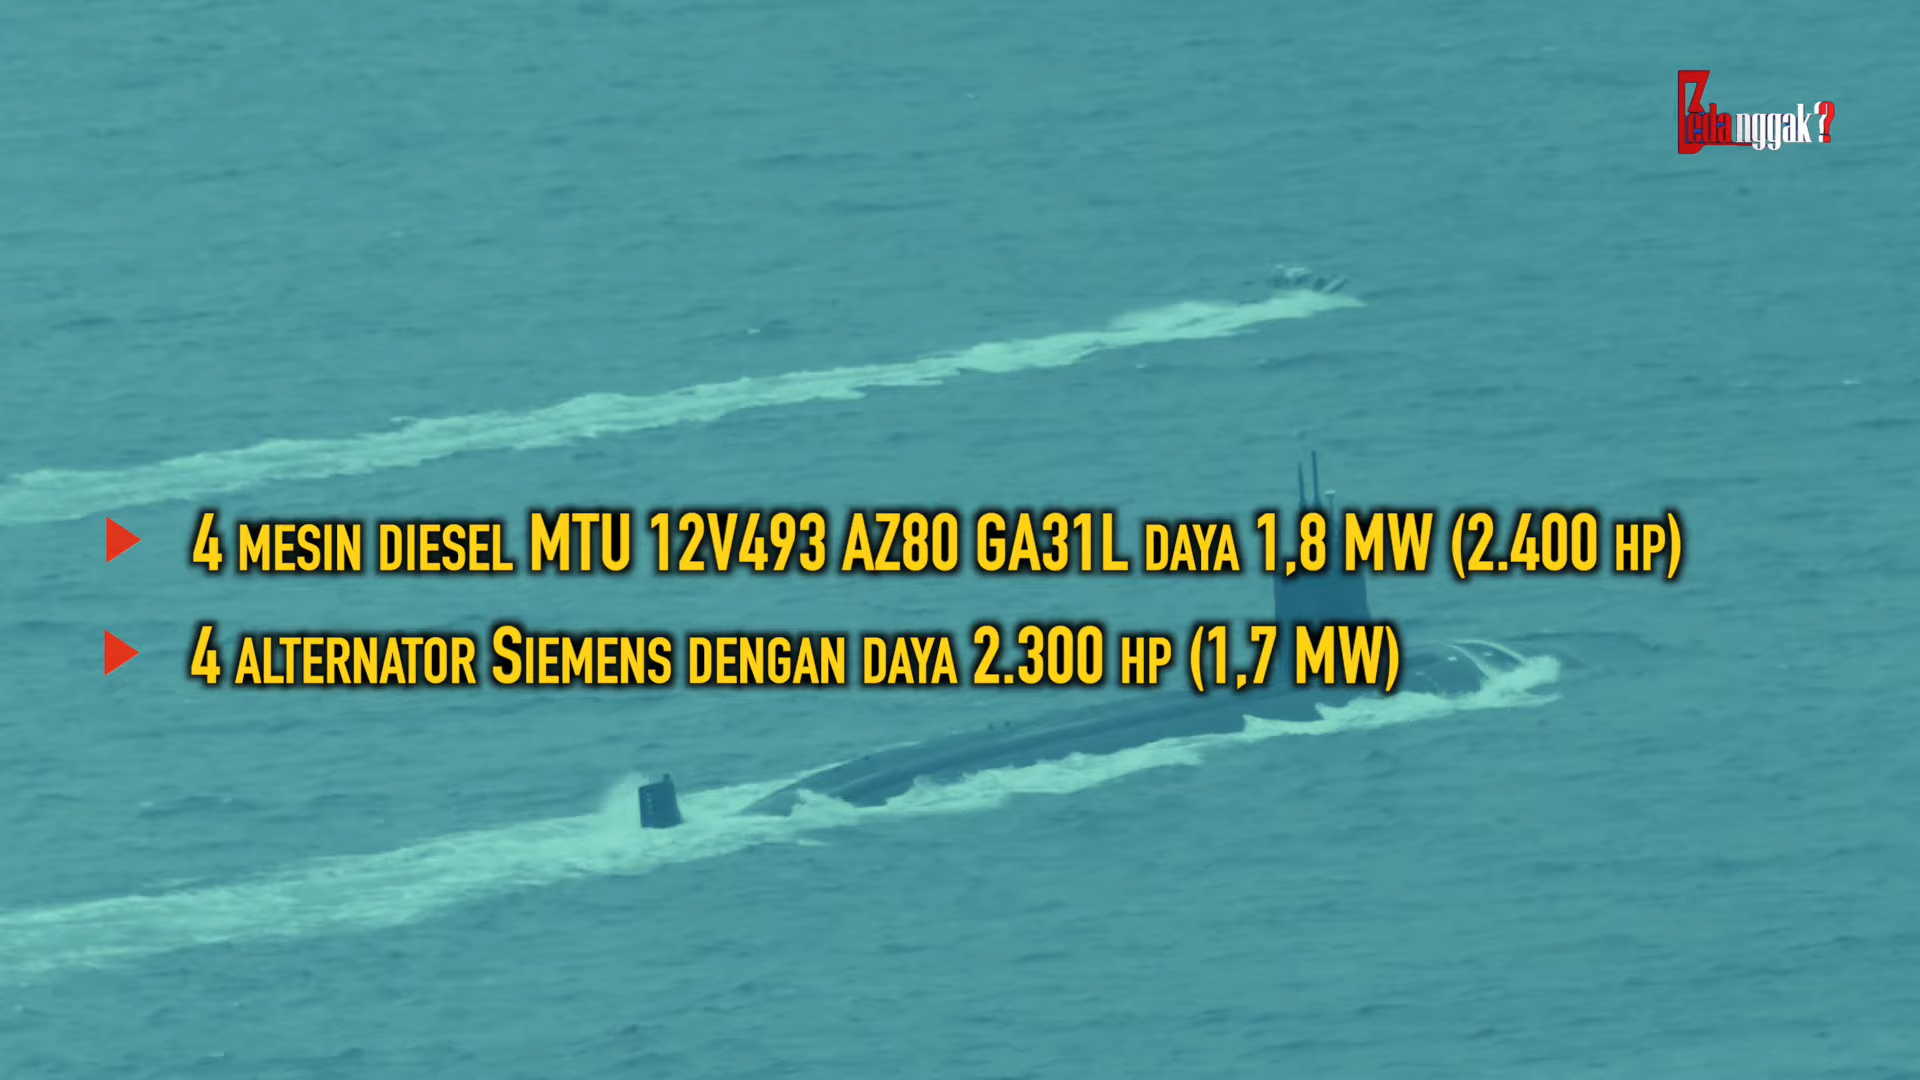 Bedanggak?
4 MESIN DIESEL MTU 12V493 AZ80 GA31L DAYA 1,8 MW (2.400 HP)
4 ALTERNATOR SIEMENS DENGAN DAYA 2.300 HP (1,7 MW)